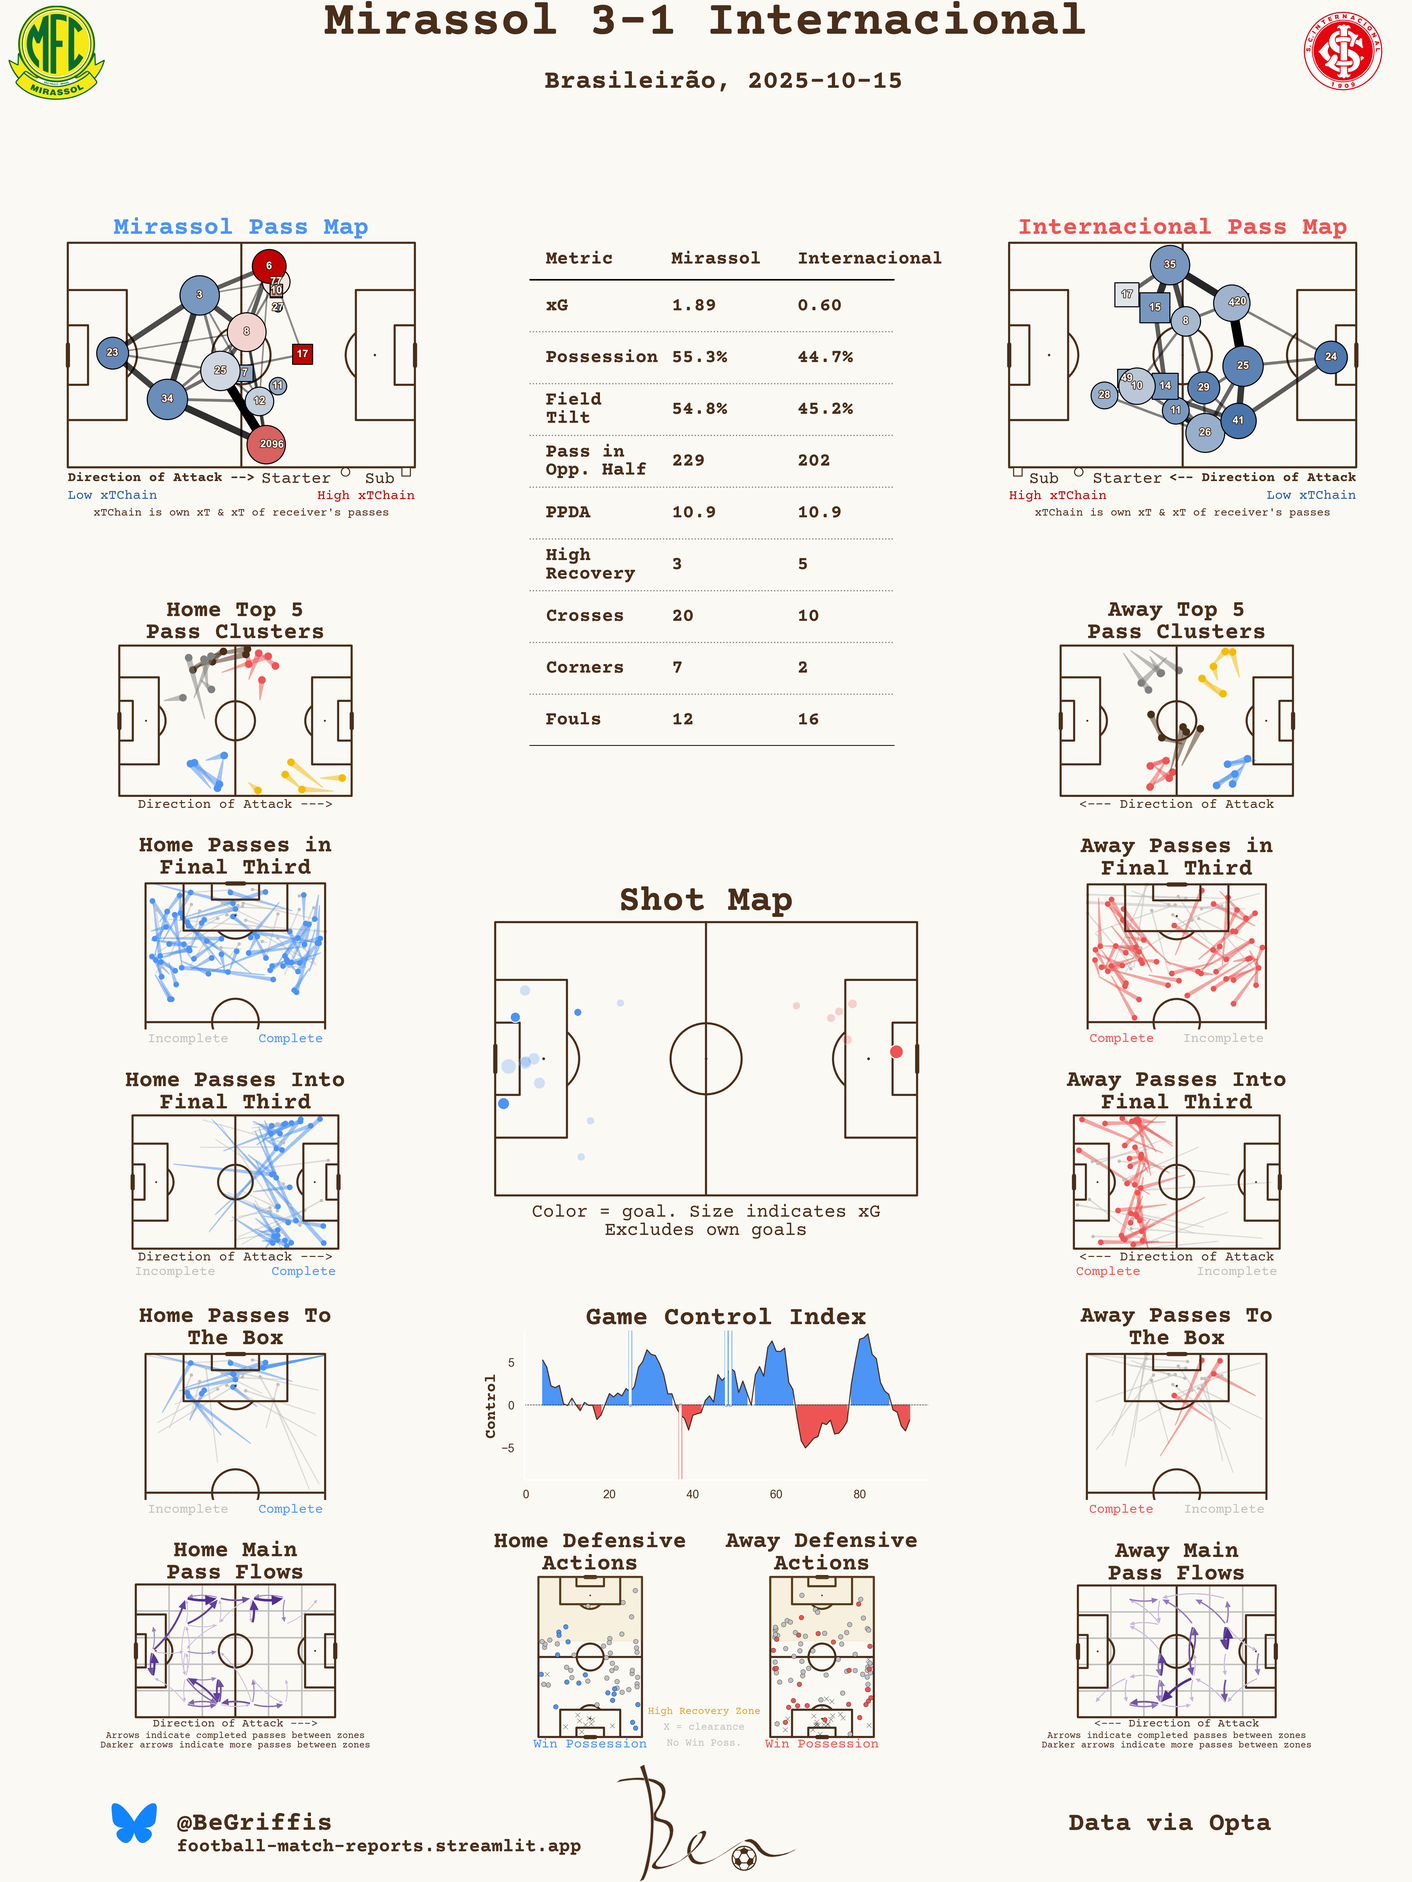 Mirassol 3-1 Internacional
Brasileirão, 2025-10-15
MFC
MIRASSOL
S.C.INTERNACIONAL
1909
Mirassol Pass Map
6
77
10
27
3
8
23
17
25
7
11
34
12
2096
Direction of Attack --> Starter Sub
Low xTChain High xTChain
xTChain is own xT & xT of receiver's passes
Metric Mirassol Internacional
xG 1.89 0.60
Possession 55.3% 44.7%
Field
Tilt 54.8% 45.2%
Pass in
Opp. Half 229 202
PPDA 10.9 10.9
High
Recovery 3 5
Crosses 20 10
Corners 7 2
Fouls 12 16
Internacional Pass Map
35
17
15
420
8
24
25
49
10
14
29
28
11
41
26
Sub Starter <-- Direction of Attack
High xTChain Low xTChain
xTChain is own xT & xT of receiver's passes
Home Top 5
Pass Clusters
Direction of Attack --->
Away Top 5
Pass Clusters
<--- Direction of Attack
Home Passes in
Final Third
Incomplete Complete
Away Passes in
Final Third
Complete Incomplete
Shot Map
Color = goal. Size indicates xG
Excludes own goals
Home Passes Into
Final Third
Direction of Attack --->
Incomplete Complete
Away Passes Into
Final Third
<--- Direction of Attack
Complete Incomplete
Home Passes To
The Box
Incomplete Complete
Game Control Index
Control
5
0
−5
0 20 40 60 80
Away Passes To
The Box
Complete Incomplete
Home Main
Pass Flows
Direction of Attack --->
Arrows indicate completed passes between zones
Darker arrows indicate more passes between zones
Home Defensive
Actions
Win Possession
High Recovery Zone
X = clearance
No Win Poss.
Away Defensive
Actions
Win Possession
Away Main
Pass Flows
<--- Direction of Attack
Arrows indicate completed passes between zones
Darker arrows indicate more passes between zones
@BeGriffis
football-match-reports.streamlit.app
Ben
Data via Opta